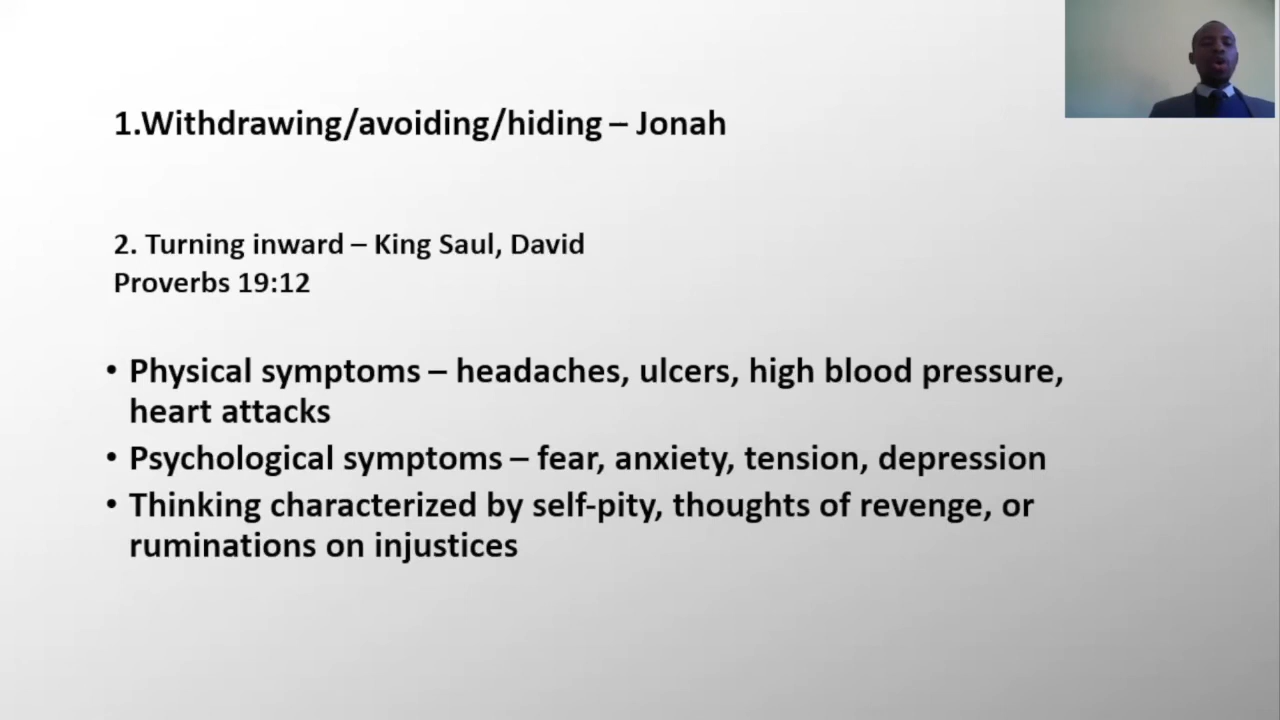 1.Withdrawing/avoiding/hiding – Jonah
2. Turning inward – King Saul, David
Proverbs 19:12
• Physical symptoms – headaches, ulcers, high blood pressure,
heart attacks
• Psychological symptoms – fear, anxiety, tension, depression
• Thinking characterized by self-pity, thoughts of revenge, or
ruminations on injustices